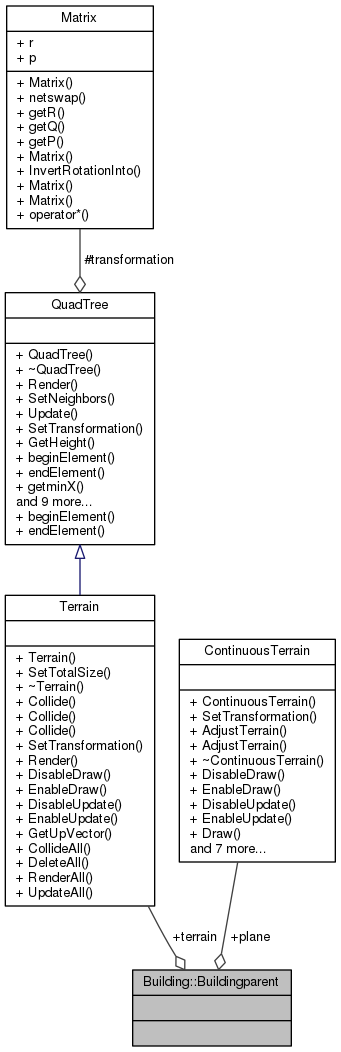 Matrix
+ r
+ p
+ Matrix()
+ netswap()
+ getR()
+ getQ()
+ getP()
+ Matrix()
+ InvertRotationInto()
+ Matrix()
+ Matrix()
+ operator*()
#transformation
QuadTree
+ QuadTree()
+ ~QuadTree()
+ Render()
+ SetNeighbors()
+ Update()
+ SetTransformation()
+ GetHeight()
+ beginElement()
+ endElement()
+ getminX()
and 9 more...
+ beginElement()
+ endElement()
Terrain
+ Terrain()
+ SetTotalSize()
+ ~Terrain()
+ Collide()
+ Collide()
+ Collide()
+ SetTransformation()
+ Render()
+ DisableDraw()
+ EnableDraw()
+ DisableUpdate()
+ EnableUpdate()
+ GetUpVector()
+ CollideAll()
+ DeleteAll()
+ RenderAll()
+ UpdateAll()
ContinuousTerrain
+ ContinuousTerrain()
+ SetTransformation()
+ AdjustTerrain()
+ AdjustTerrain()
+ ~ContinuousTerrain()
+ DisableDraw()
+ EnableDraw()
+ DisableUpdate()
+ EnableUpdate()
+ Draw()
and 7 more...
+terrain
+plane
Building::Buildingparent